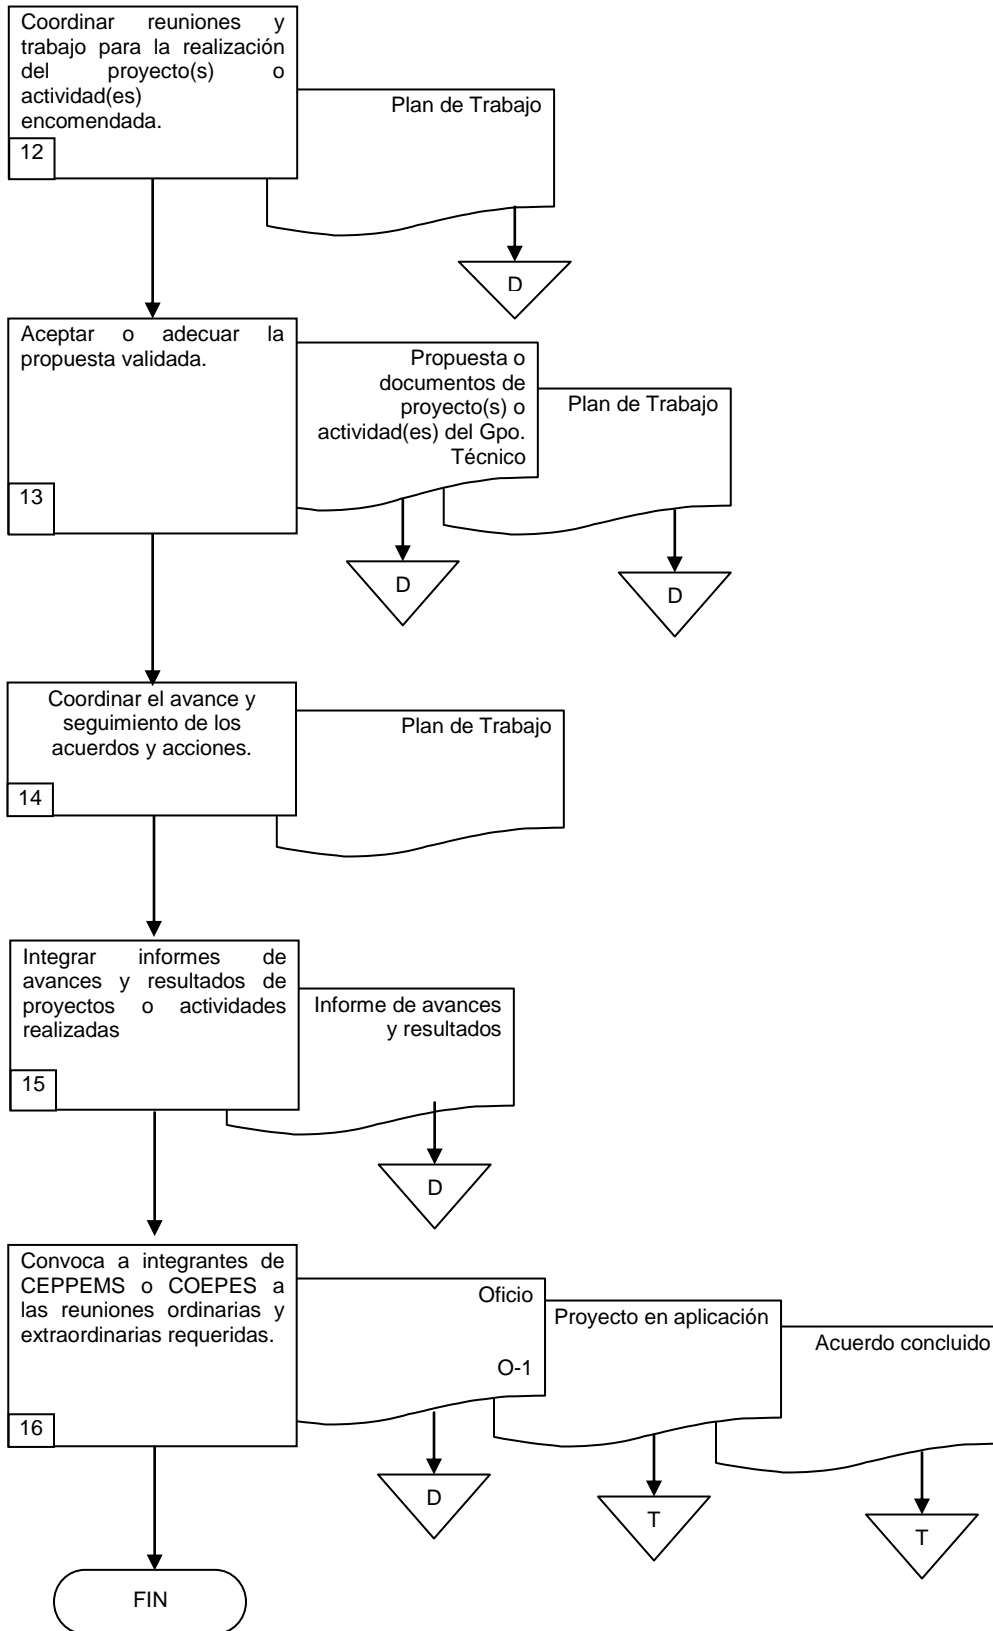 Coordinar reuniones y
trabajo para la realización
del proyecto(s) o
actividad(es)
encomendada.
12
Plan de Trabajo
D
Aceptar o adecuar la
propuesta validada.
13
Propuesta o
documentos de
proyecto(s) o
actividad(es) del Gpo.
Técnico
D
Plan de Trabajo
D
Coordinar el avance y
seguimiento de los
acuerdos y acciones.
14
Plan de Trabajo
Integrar informes de
avances y resultados de
proyectos o actividades
realizadas
15
Informe de avances
y resultados
D
Convoca a integrantes de
CEPPEMS o COEPES a
las reuniones ordinarias y
extraordinarias requeridas.
16
Oficio
O-1
D
Proyecto en aplicación
T
Acuerdo concluido
T
FIN